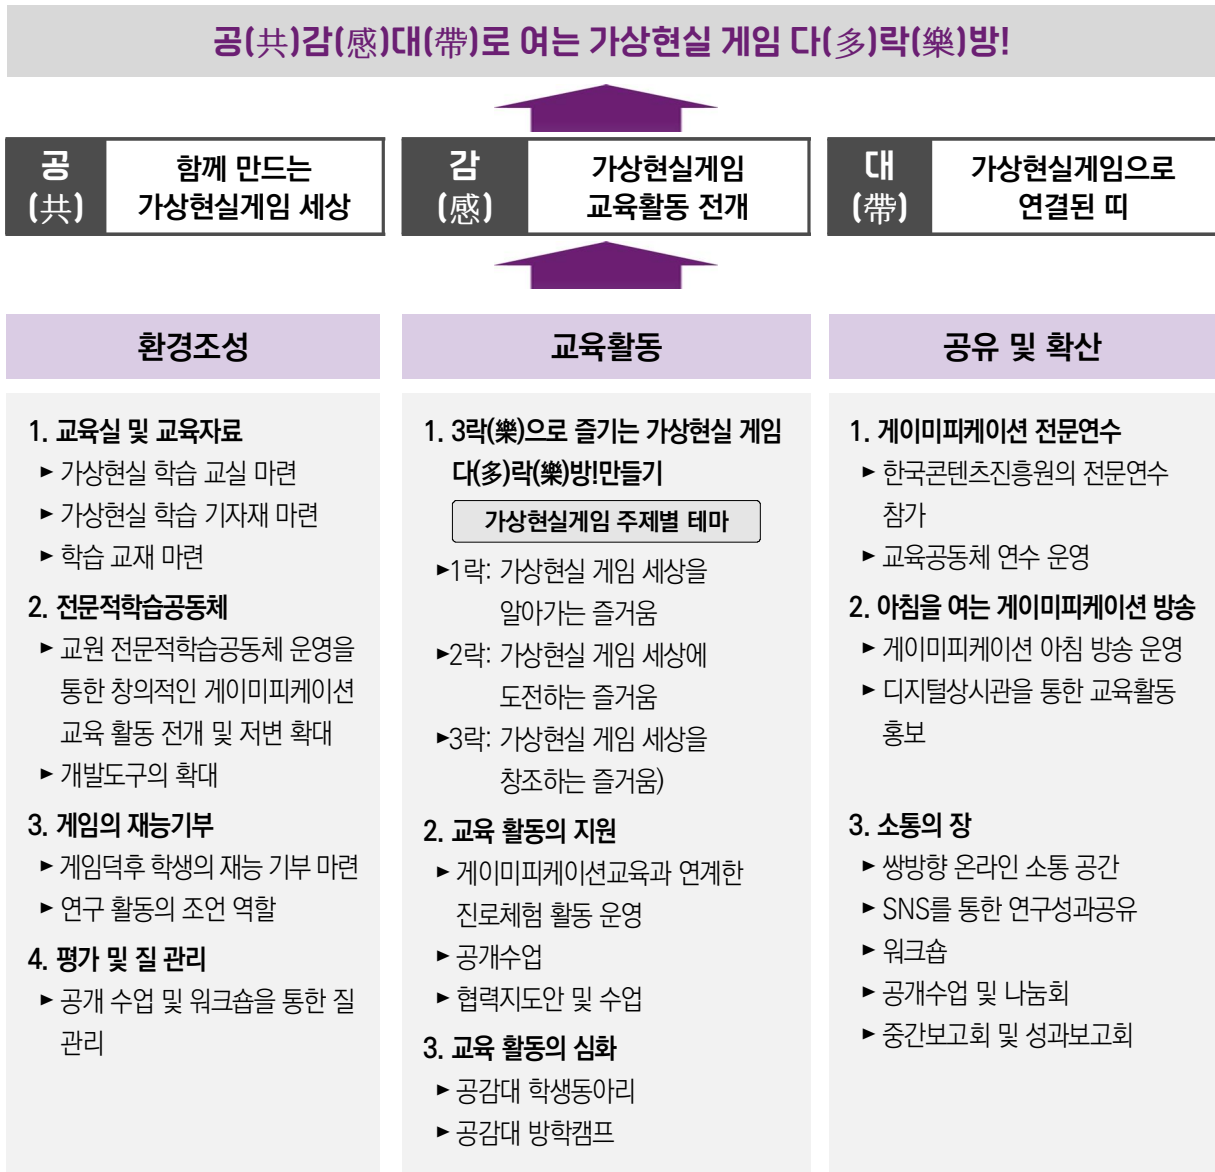 공(共)감(感)대(帶)로 여는 가상현실 게임 다(多)락(樂)방!
공
(共)
함께 만드는
가상현실게임 세상
감
(感)
가상현실게임
교육활동 전개
대
(帶)
가상현실게임으로
연결된 띠
환경조성
1. 교육실 및 교육자료
► 가상현실 학습 교실 마련
► 가상현실 학습 기자재 마련
► 학습 교재 마련
2. 전문적학습공동체
► 교원 전문적학습공동체 운영을
통한 창의적인 게이미피케이션
교육 활동 전개 및 저변 확대
► 개발도구의 확대
3. 게임의 재능기부
► 게임덕후 학생의 재능 기부 마련
► 연구 활동의 조언 역할
4. 평가 및 질 관리
► 공개 수업 및 워크숍을 통한 질
관리
교육활동
1. 3락(樂)으로 즐기는 가상현실 게임
다(多)락(樂)방!만들기
가상현실게임 주제별 테마
►1락: 가상현실 게임 세상을
알아가는 즐거움
►2락: 가상현실 게임 세상에
도전하는 즐거움
►3락: 가상현실 게임 세상을
창조하는 즐거움)
2. 교육 활동의 지원
► 게이미피케이션교육과 연계한
진로체험 활동 운영
► 공개수업
► 협력지도안 및 수업
3. 교육 활동의 심화
► 공감대 학생동아리
► 공감대 방학캠프
공유 및 확산
1. 게이미피케이션 전문연수
► 한국콘텐츠진흥원의 전문연수
참가
► 교육공동체 연수 운영
2. 아침을 여는 게이미피케이션 방송
► 게이미피케이션 아침 방송 운영
► 디지털상시관을 통한 교육활동
홍보
3. 소통의 장
► 쌍방향 온라인 소통 공간
► SNS를 통한 연구성과공유
► 워크숍
► 공개수업 및 나눔회
► 중간보고회 및 성과보고회